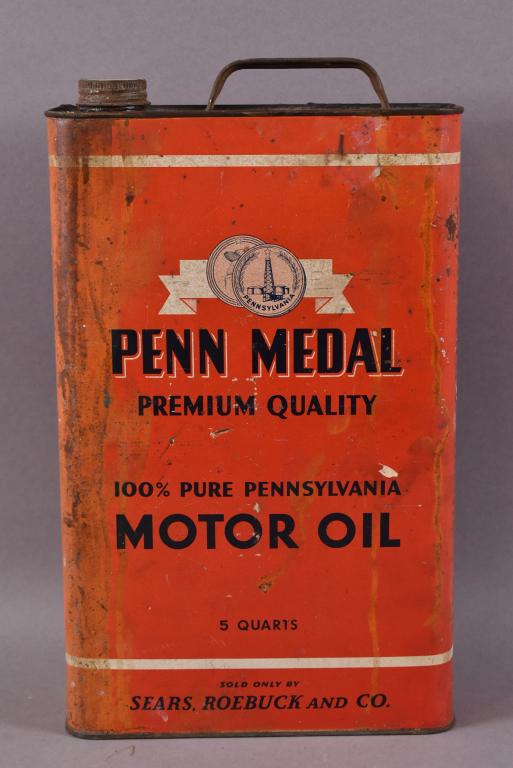 PENNSYLVANIA
PENN MEDAL
PREMIUM QUALITY
100% PURE PENNSYLVANIA
MOTOR OIL
5 QUARTS
SOLD ONLY BY
SEARS, ROEBUCK AND CO.